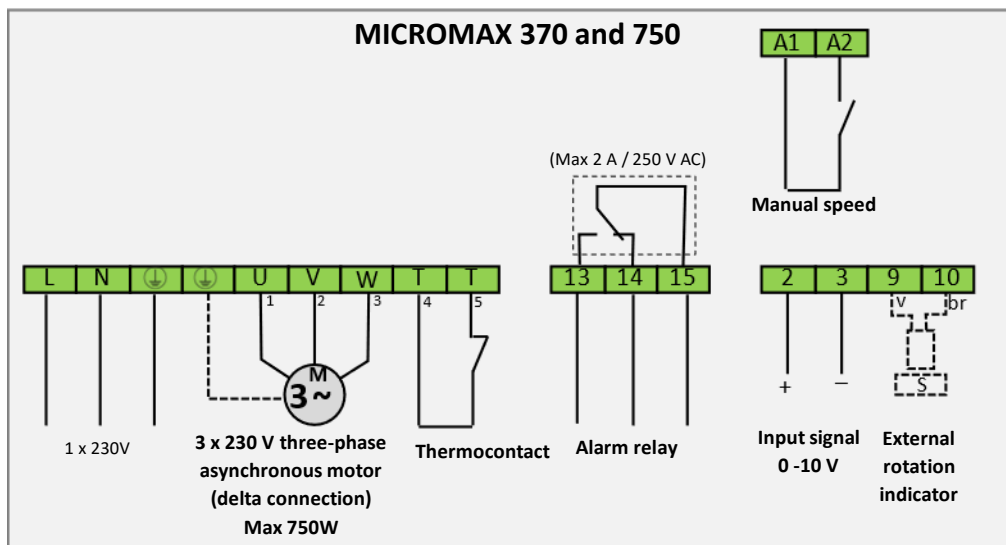 MICROMAX 370 and 750
A1 A2
(Max 2 A / 250 V AC)
Manual speed
L N U V W T T
13 14 15
2 3 9 10
1 2 3 4 5
v br
+ −
M
3 ~
S
1 x 230V
3 x 230 V three-phase
asynchronous motor
(delta connection)
Max 750W
Thermocontact
Alarm relay
Input signal
0 -10 V
External
rotation
indicator